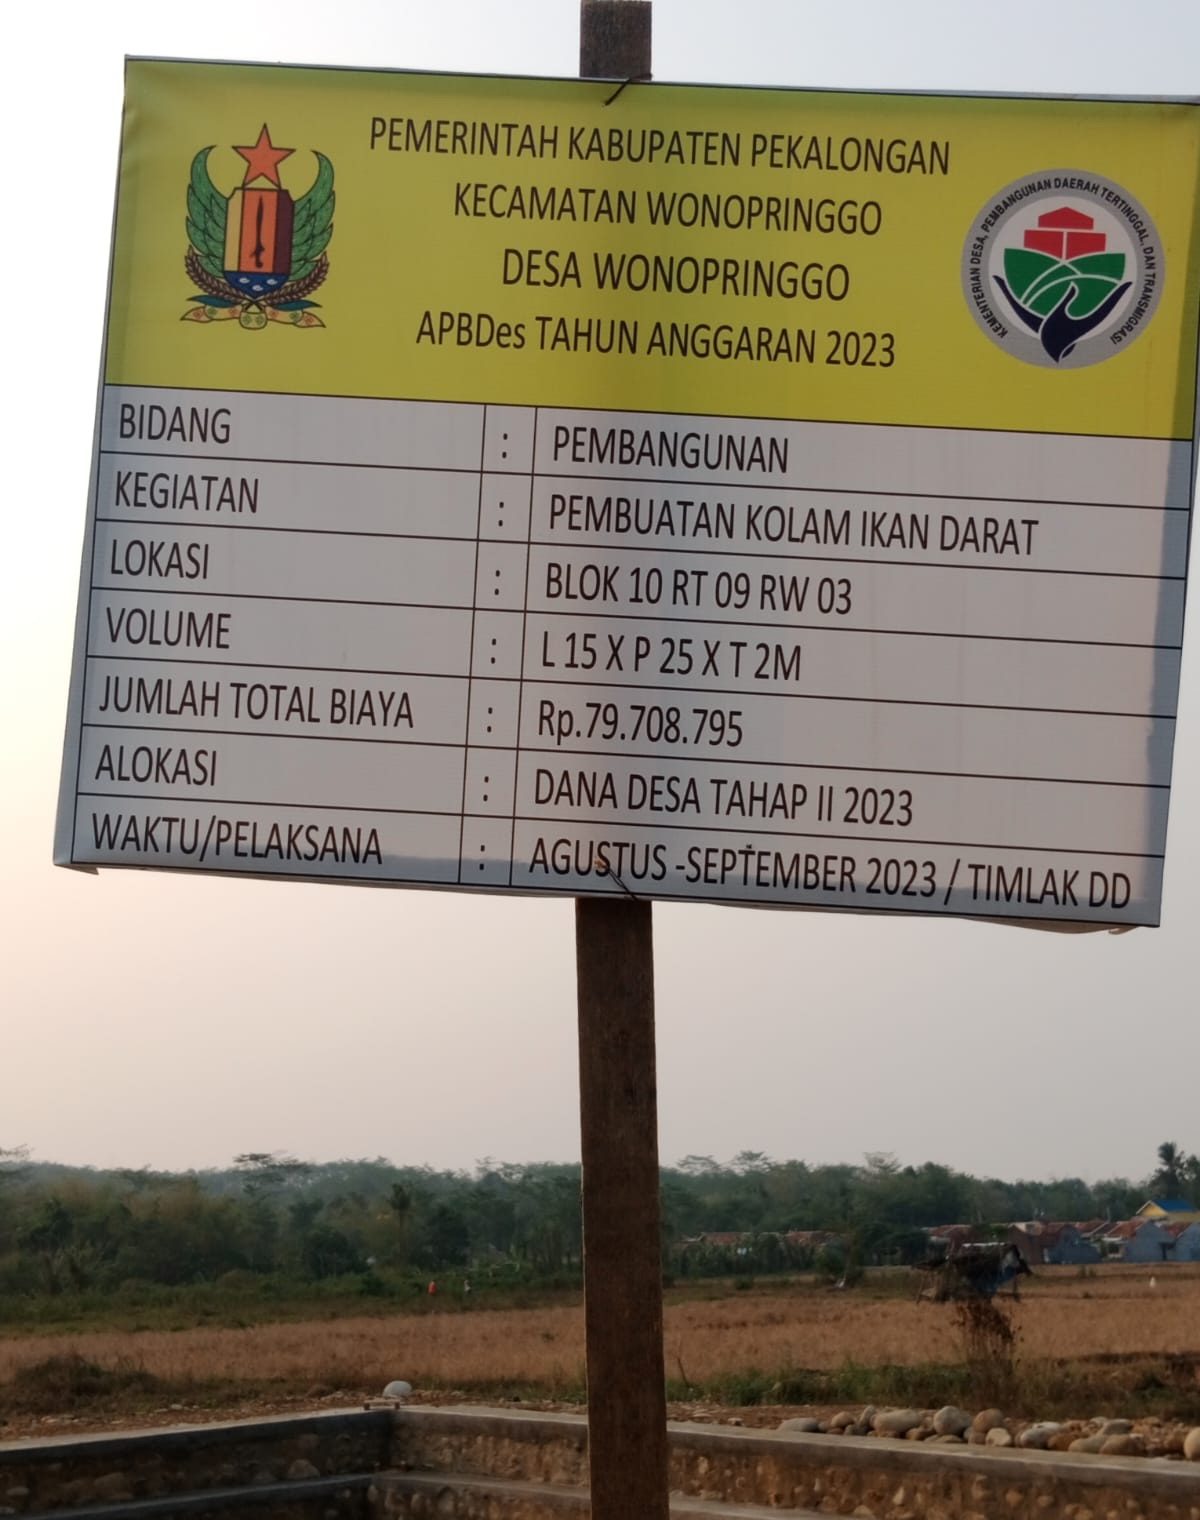 PEMERINTAH KABUPATEN PEKALONGAN
KECAMATAN WONOPRINGGO
DESA WONOPRINGGO
APBDes TAHUN ANGGARAN 2023
KEMENTERIAN DESA, PEMBANGUNAN DAERAH TERTINGGAL, DAN TRANSMIGRASI
BIDANG : PEMBANGUNAN
KEGIATAN : PEMBUATAN KOLAM IKAN DARAT
LOKASI : BLOK 10 RT 09 RW 03
VOLUME : L 15 X P 25 X T 2M
JUMLAH TOTAL BIAYA : Rp.79.708.795
ALOKASI : DANA DESA TAHAP II 2023
WAKTU/PELAKSANA : AGUSTUS -SEPTEMBER 2023 / TIMLAK DD